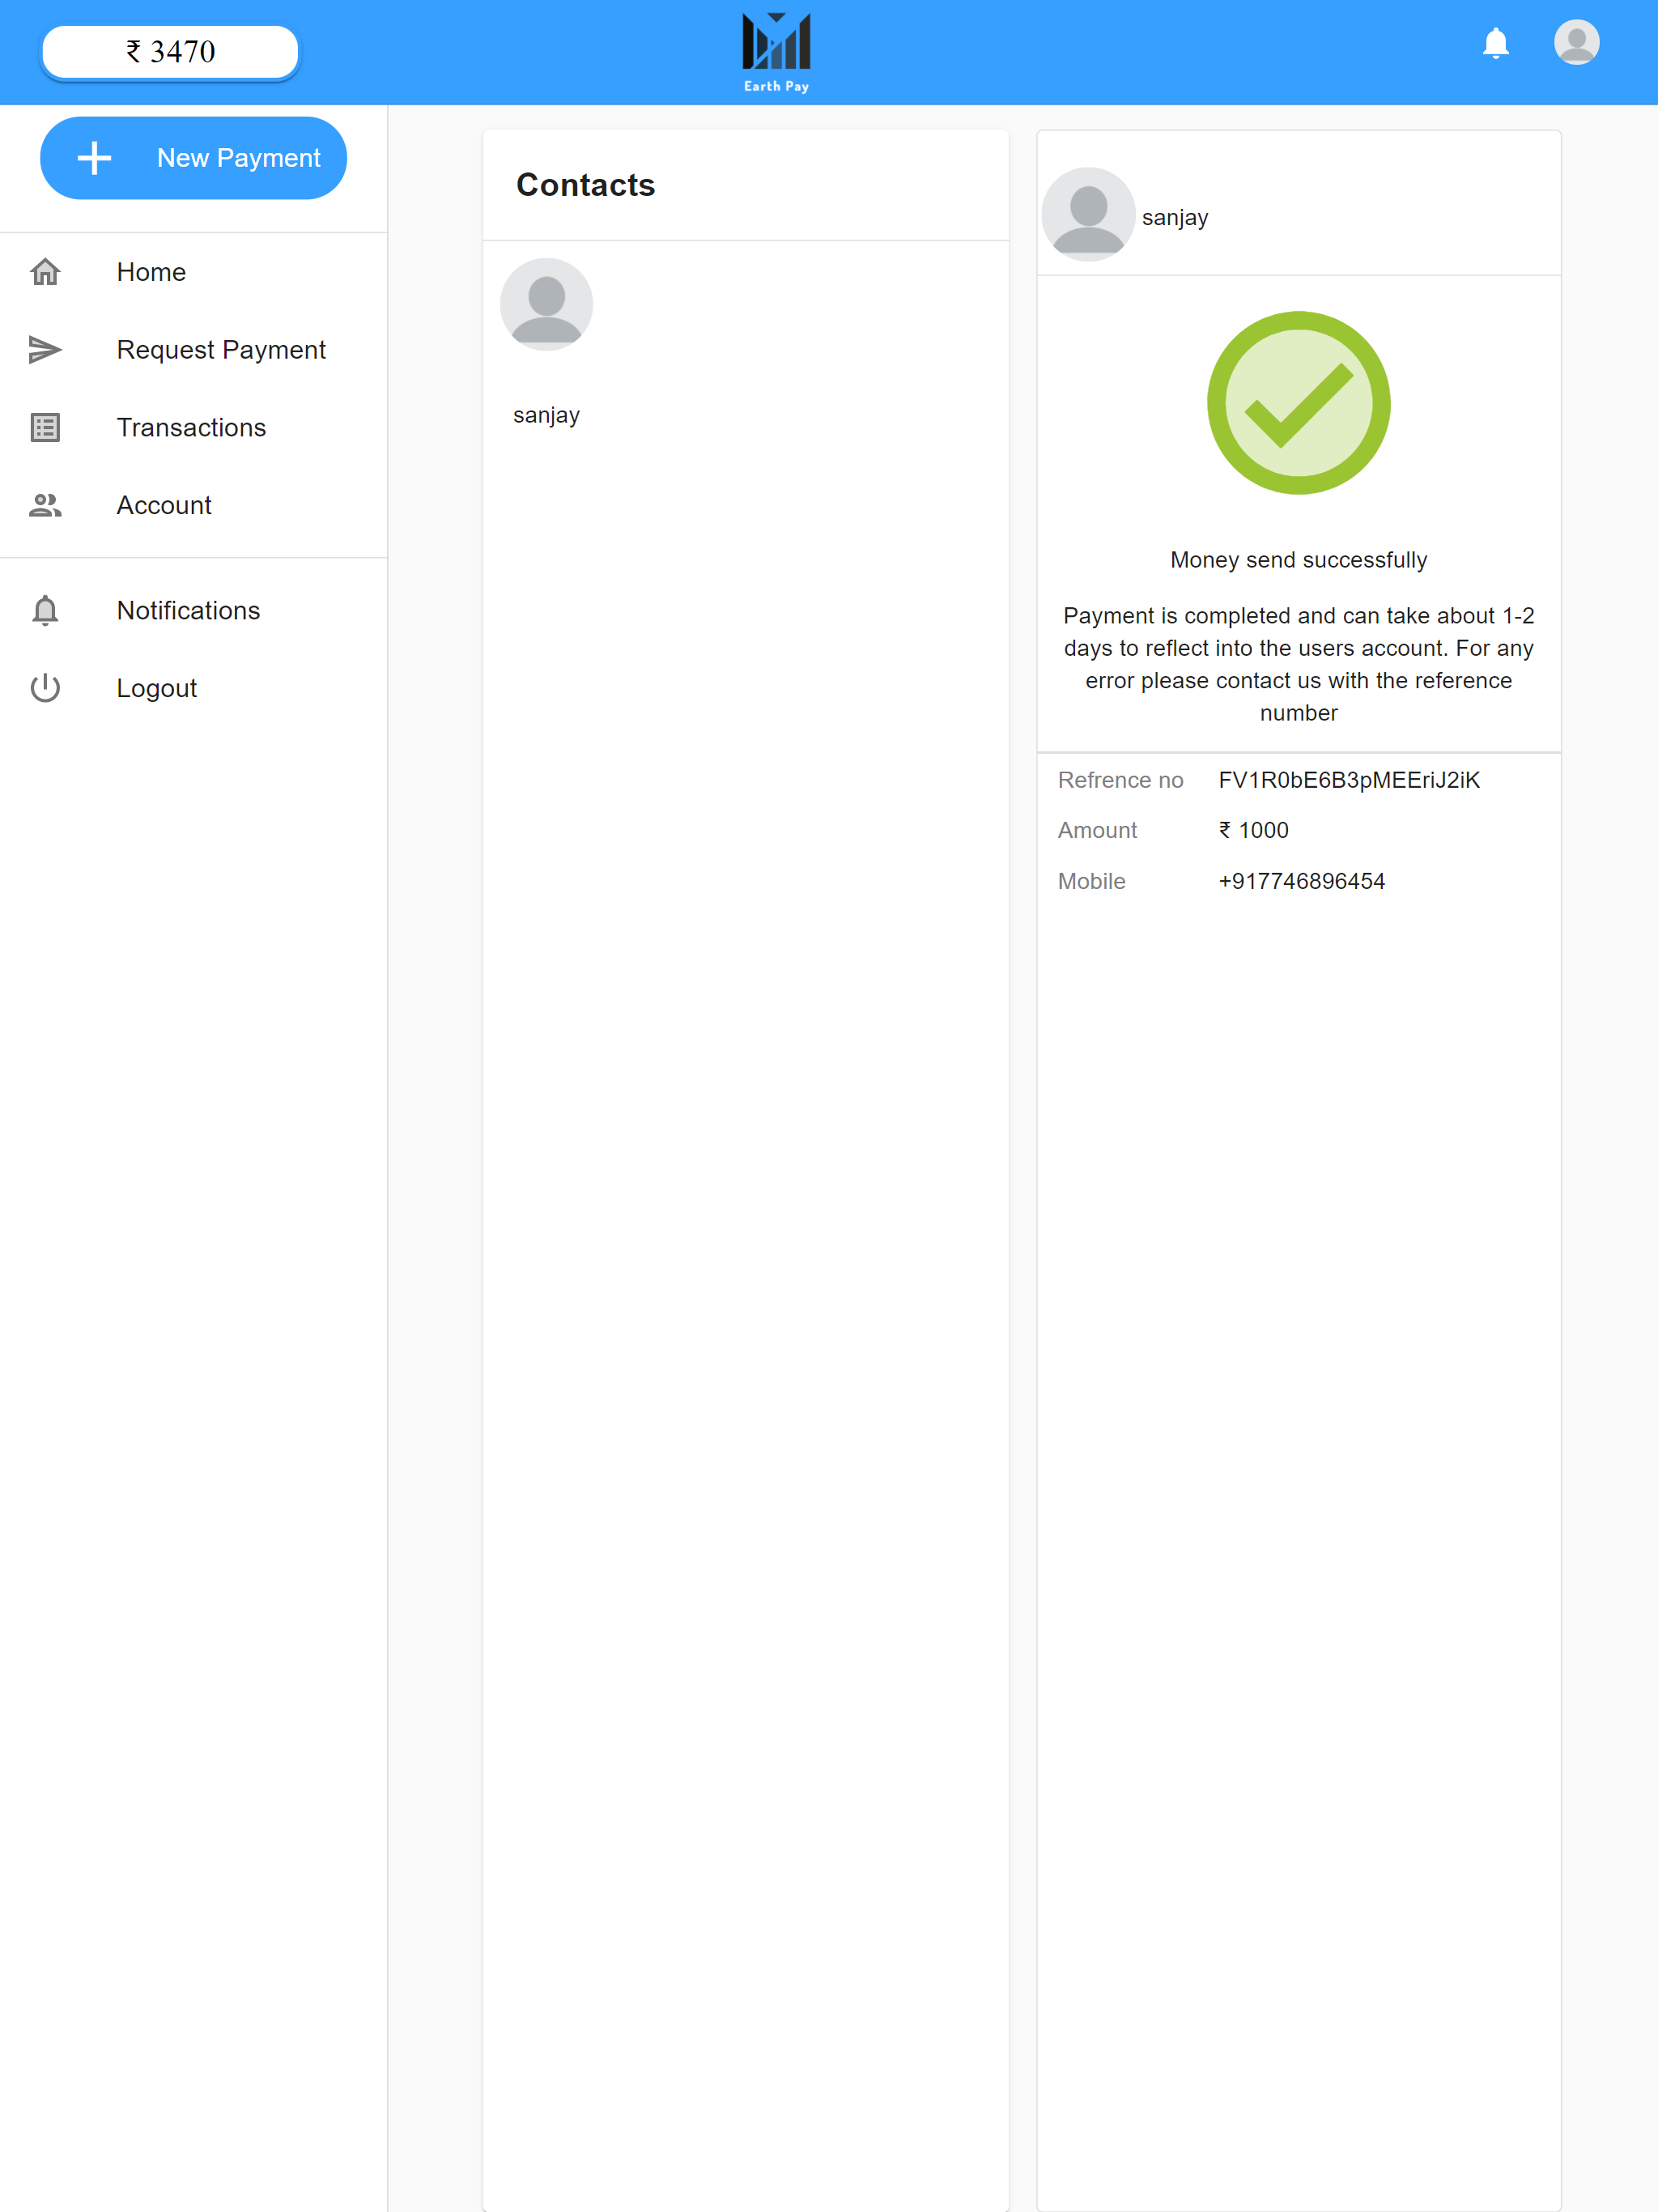 ₹ 3470
Earth Pay
New Payment
Home
Request Payment
Transactions
Account
Notifications
Logout
Contacts
sanjay
sanjay
Money send successfully
Payment is completed and can take about 1-2
days to reflect into the users account. For any
error please contact us with the reference
number
Refrence no FV1R0bE6B3pMEEriJ2iK
Amount ₹ 1000
Mobile +917746896454